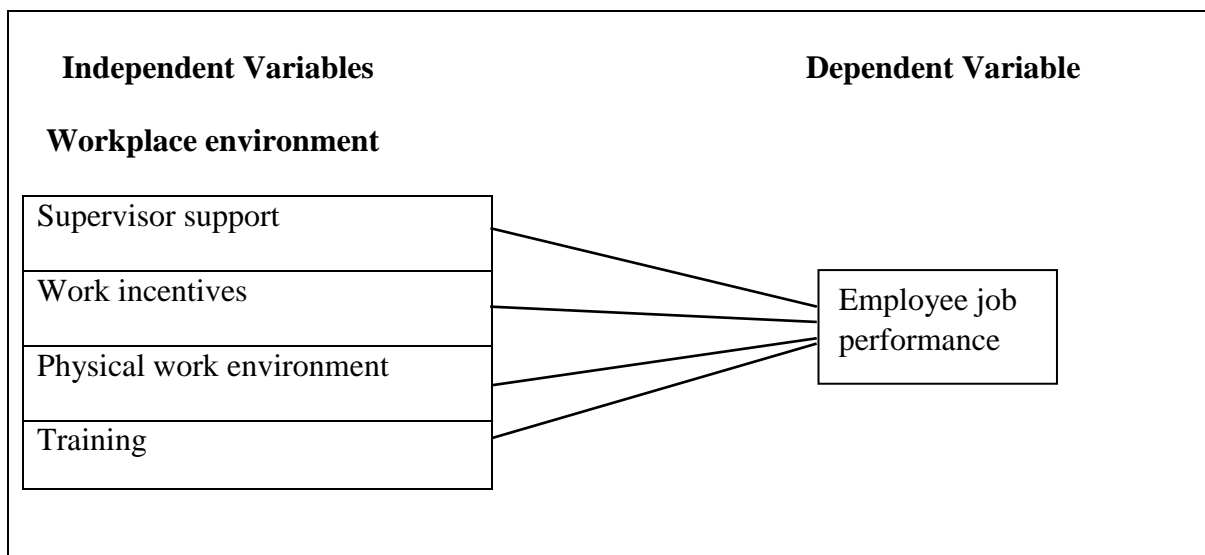 Independent Variables
Dependent Variable
Workplace environment
Supervisor support
Work incentives
Physical work environment
Training
Employee job
performance